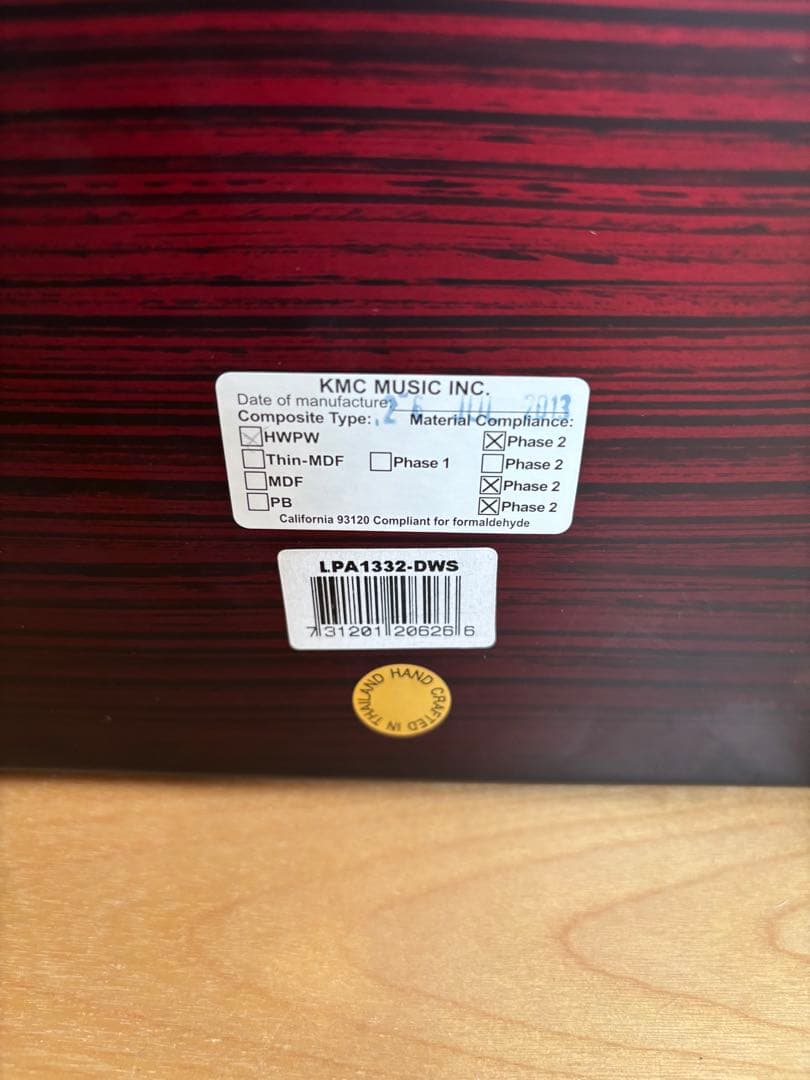 KMC MUSIC INC.
Date of manufacture: 2013
Composite Type: Material Compliance:
HWPW Phase 2
Thin-MDF Phase 1 Phase 2
MDF Phase 2
PB Phase 2
California 93120 Compliant for formaldehyde
LPA1332-DWS
7 31201 20626 6
HAND CRAFTED IN THAILAND